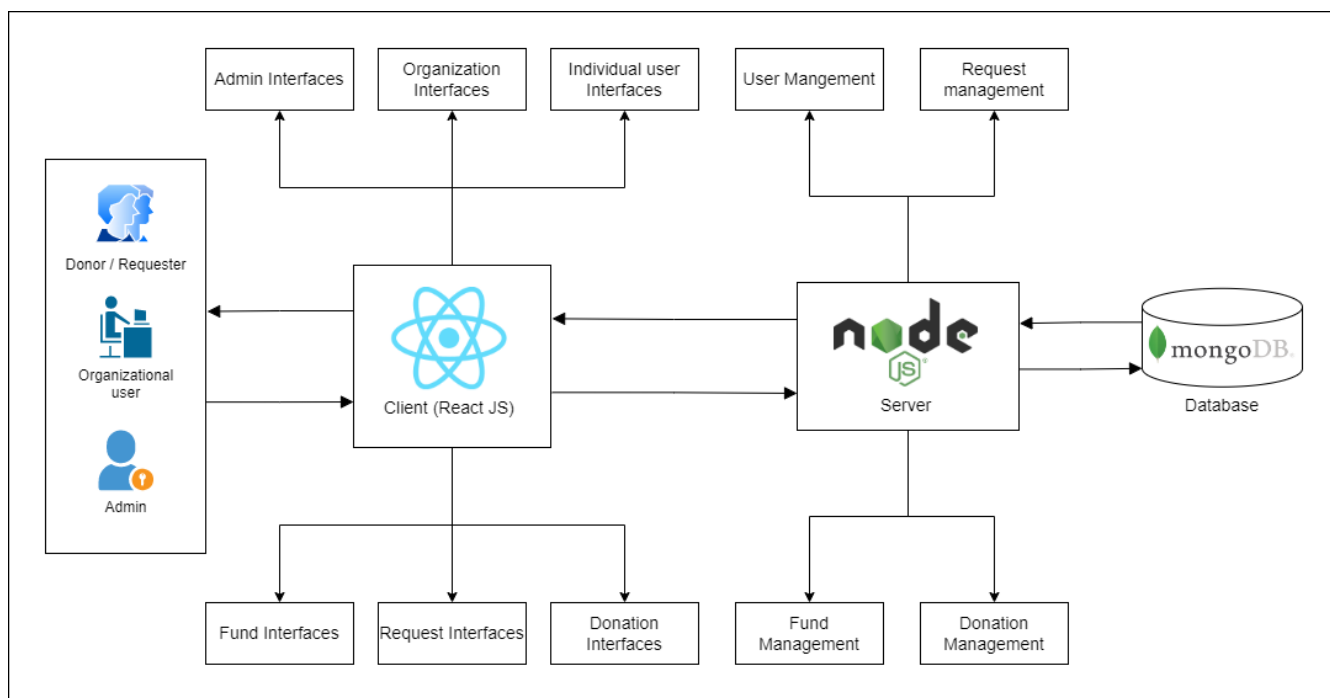 Admin Interfaces
Organization
Interfaces
Individual user
Interfaces
User Mangement
Request
management
Donor / Requester
Organizational
user
Admin
Client (React JS)
node
JS
Server
mongoDB
Database
Fund Interfaces
Request Interfaces
Donation
Interfaces
Fund
Management
Donation
Management